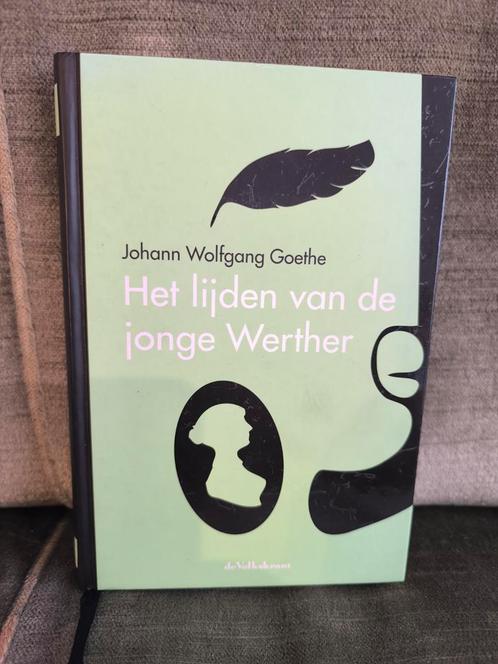 Johann Wolfgang Goethe
Het lijden van de
jonge Werther
de Volkskrant